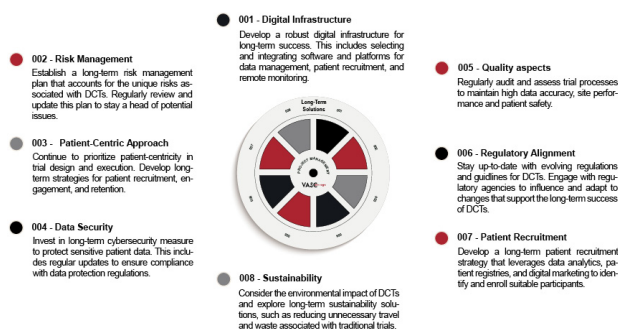 001 - Digital Infrastructure
Develop a robust digital infrastructure for
long-term success. This includes selecting
and integrating software and platforms for
data management, patient recruitment, and
remote monitoring.
002 - Risk Management
Establish a long-term risk management
plan that accounts for the unique risks as-
sociated with DCTs. Regularly review and
update this plan to stay a head of potential
issues.
003 - Patient-Centric Approach
Continue to prioritize patient-centricity in
trial design and execution. Develop long-
term strategies for patient recruitment, en-
gagement, and retention.
004 - Data Security
Invest in long-term cybersecurity measure
to protect sensitive patient data. This inclu-
des regular updates to ensure compliance
with data protection regulations.
Long-Term
Solutions
PROJECT MANAGEMENT
008 - Sustainability
Consider the environmental impact of DCTs
and explore long-term sustainability solu-
tions, such as reducing unnecessary travel
and waste associated with traditional trials.
005 - Quality aspects
Regularly audit and assess trial processes
to maintain high data accuracy, site perfor-
mance and patient safety.
006 - Regulatory Alignment
Stay up-to-date with evolving regulations
and guidlines for DCTs. Engage with regu-
latory agencies to influence and adapt to
changes that support the long-term success
of DCTs.
007 - Patient Recruitment
Develop a long-term patient recruitment
strategy that leverages data analytics, pa-
tient registries, and digital marketing to iden-
tify and enroll suitable participants.